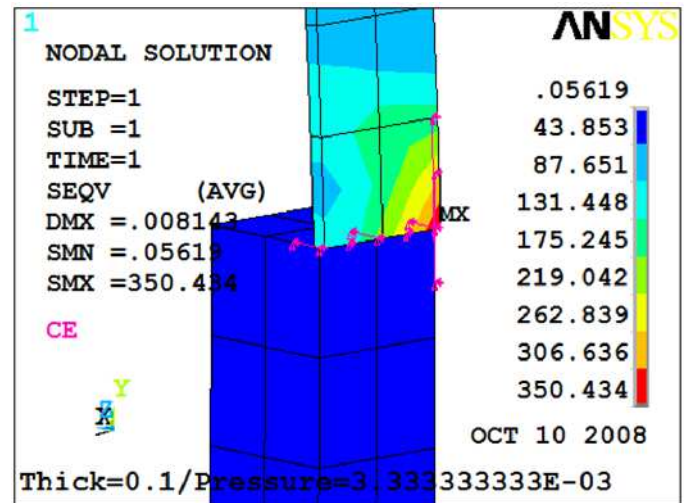 1
ANSYS
NODAL SOLUTION
STEP=1
SUB =1
TIME=1
SEQV (AVG)
DMX =.008143
SMN =.05619
SMX =350.434
CE
MX
Y
X
Z
.05619
43.853
87.651
131.448
175.245
219.042
262.839
306.636
350.434
OCT 10 2008
Thick=0.1/Pressure=3.333333333E-03